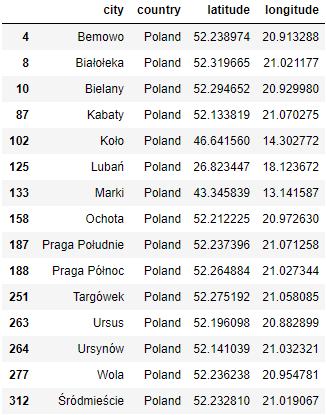 city country latitude longitude
4 Bemowo Poland 52.238974 20.913288
8 Białołeka Poland 52.319665 21.021177
10 Bielany Poland 52.294652 20.929980
87 Kabaty Poland 52.133819 21.070275
102 Koło Poland 46.641560 14.302772
125 Lubań Poland 26.823447 18.123672
133 Marki Poland 43.345839 13.141587
158 Ochota Poland 52.212225 20.972630
187 Praga Południe Poland 52.237396 21.071258
188 Praga Północ Poland 52.264884 21.027344
251 Targówek Poland 52.275192 21.058085
263 Ursus Poland 52.196098 20.882899
264 Ursynów Poland 52.141039 21.032321
277 Wola Poland 52.236238 20.954781
312 Śródmieście Poland 52.232810 21.019067